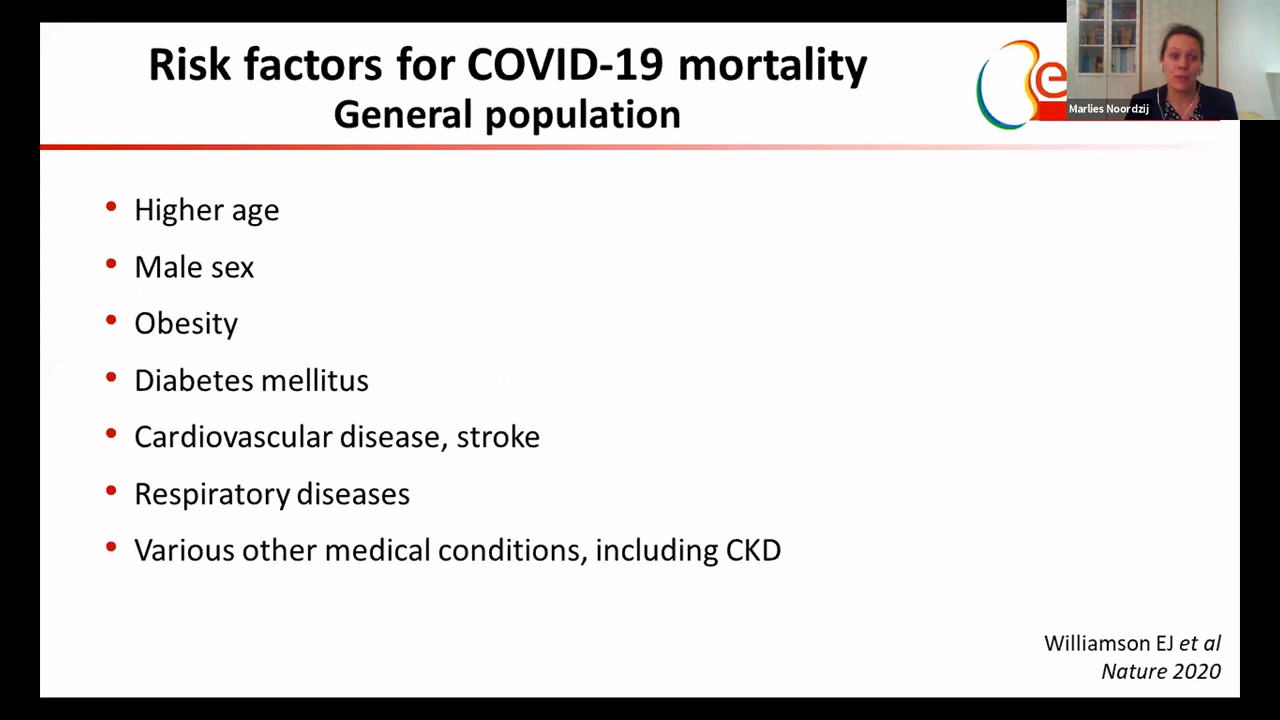 Risk factors for COVID-19 mortality
General population
e
Marlies Noordzij
• Higher age
• Male sex
• Obesity
• Diabetes mellitus
• Cardiovascular disease, stroke
• Respiratory diseases
• Various other medical conditions, including CKD
Williamson EJ et al
Nature 2020